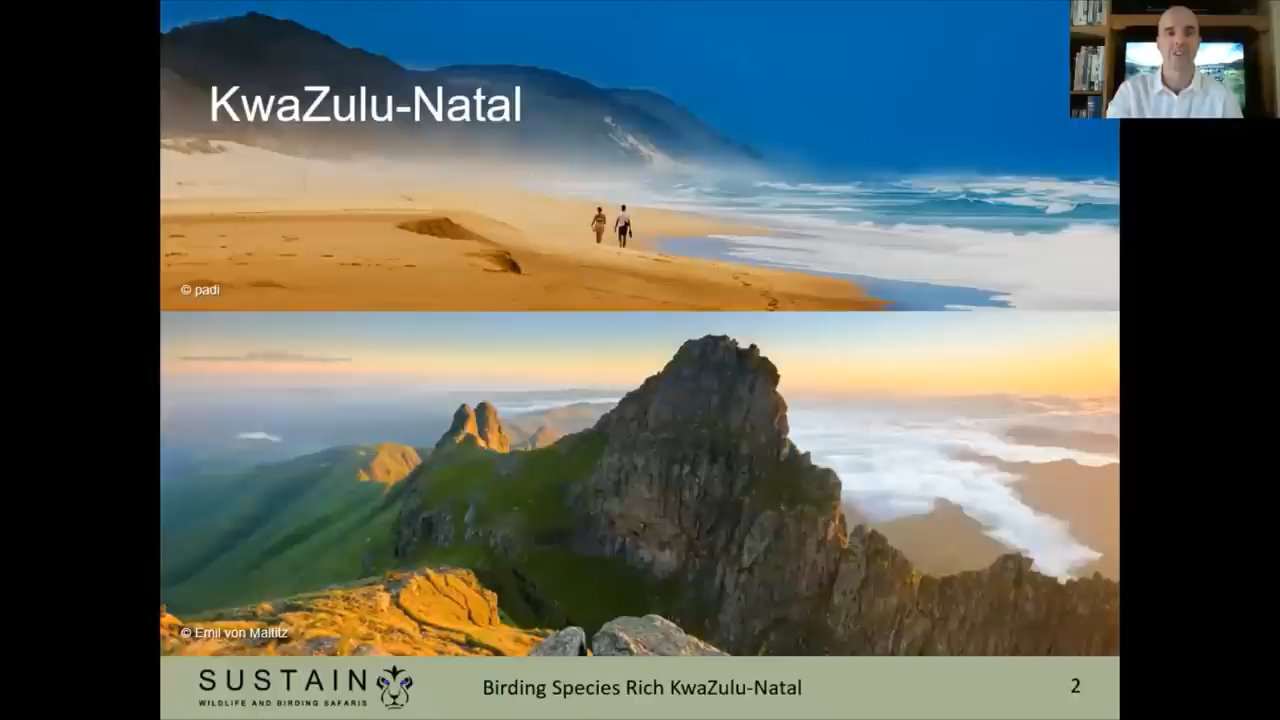 KwaZulu-Natal
© padi
© Emil von Maltitz
SUSTAIN
WILDLIFE AND BIRDING SAFARIS
Birding Species Rich KwaZulu-Natal
2